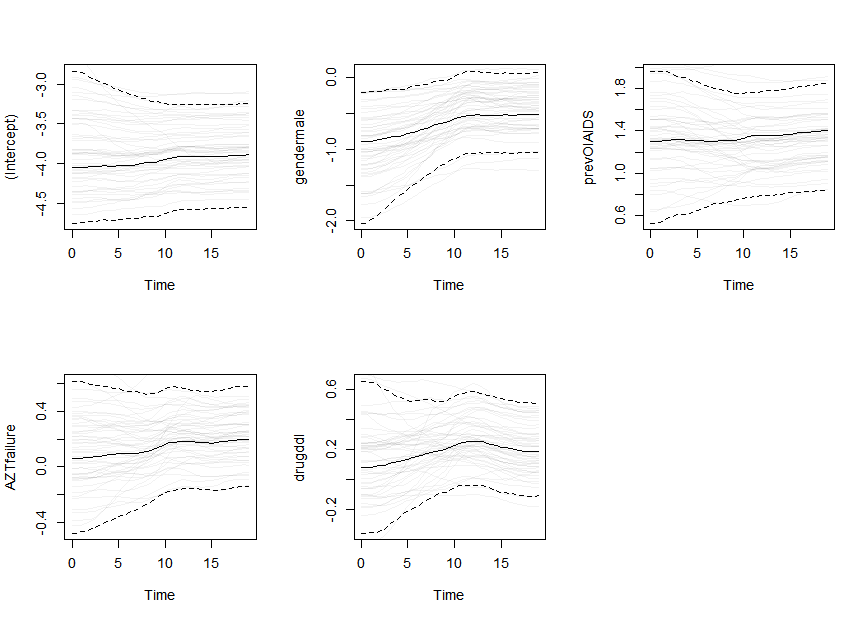 (Intercept)
-3.0
-3.5
-4.0
-4.5
0 5 10 15
Time
gendermale
0.0
-1.0
-2.0
0 5 10 15
Time
prevOIAIDS
1.8
1.4
1.0
0.6
0 5 10 15
Time
AZTfailure
0.4
0.0
-0.4
0 5 10 15
Time
drugddI
0.6
0.2
-0.2
0 5 10 15
Time